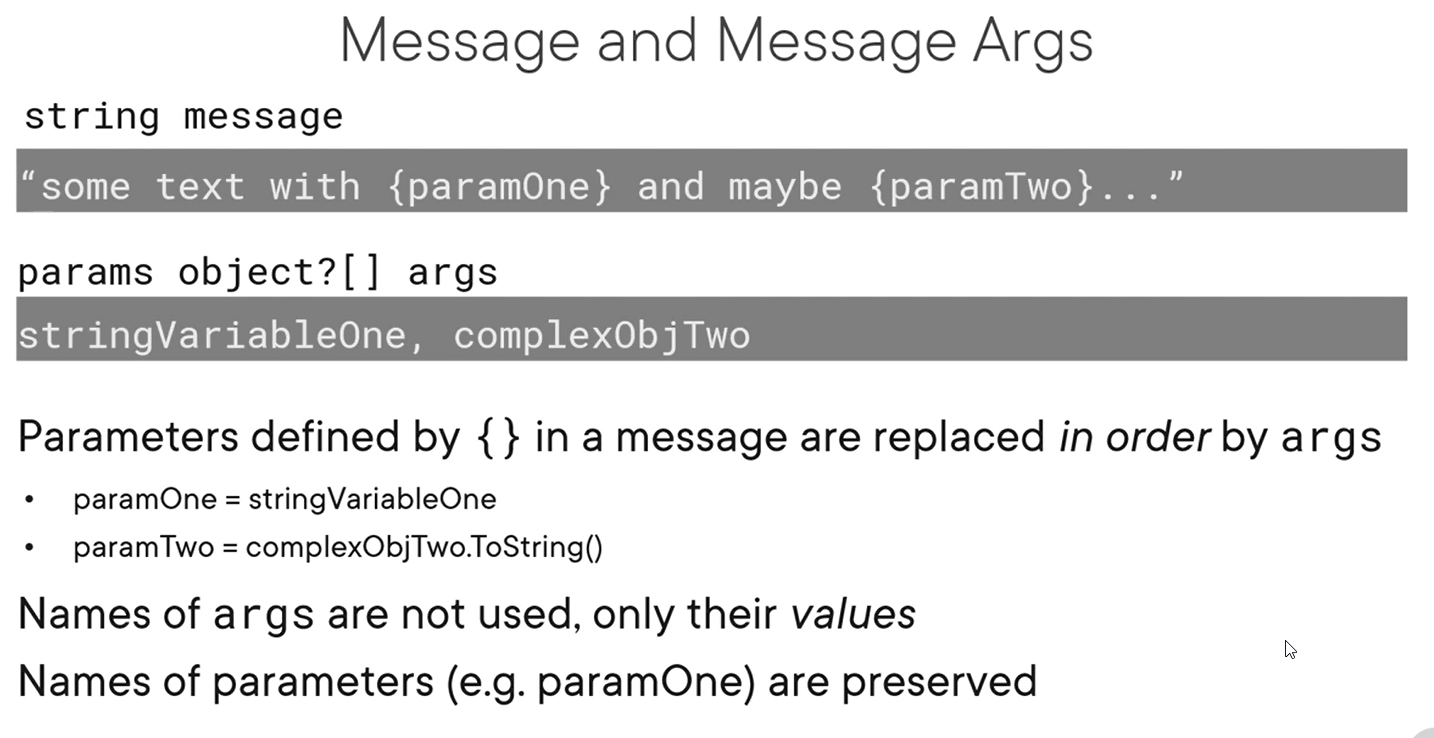 Message and Message Args
string message
“some text with {paramOne} and maybe {paramTwo}...”
params object?[] args
stringVariableOne, complexObjTwo
Parameters defined by {} in a message are replaced in order by args
• paramOne = stringVariableOne
• paramTwo = complexObjTwo.ToString()
Names of args are not used, only their values
Names of parameters (e.g. paramOne) are preserved